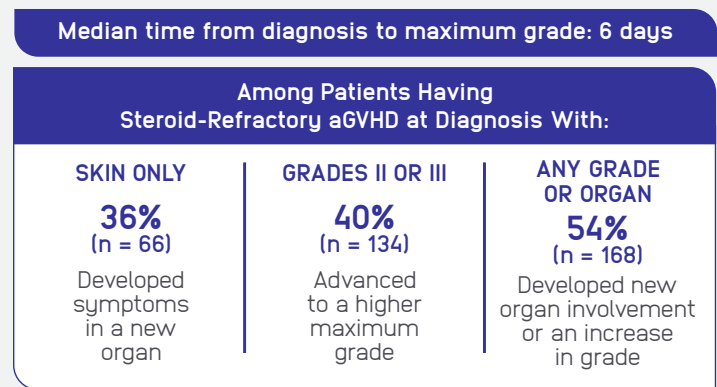 Median time from diagnosis to maximum grade: 6 days
Among Patients Having
Steroid-Refractory aGVHD at Diagnosis With:
SKIN ONLY
36%
(n = 66)
Developed
symptoms
in a new
organ
GRADES II OR III
40%
(n = 134)
Advanced
to a higher
maximum
grade
ANY GRADE
OR ORGAN
54%
(n = 168)
Developed new
organ involvement
or an increase
in grade